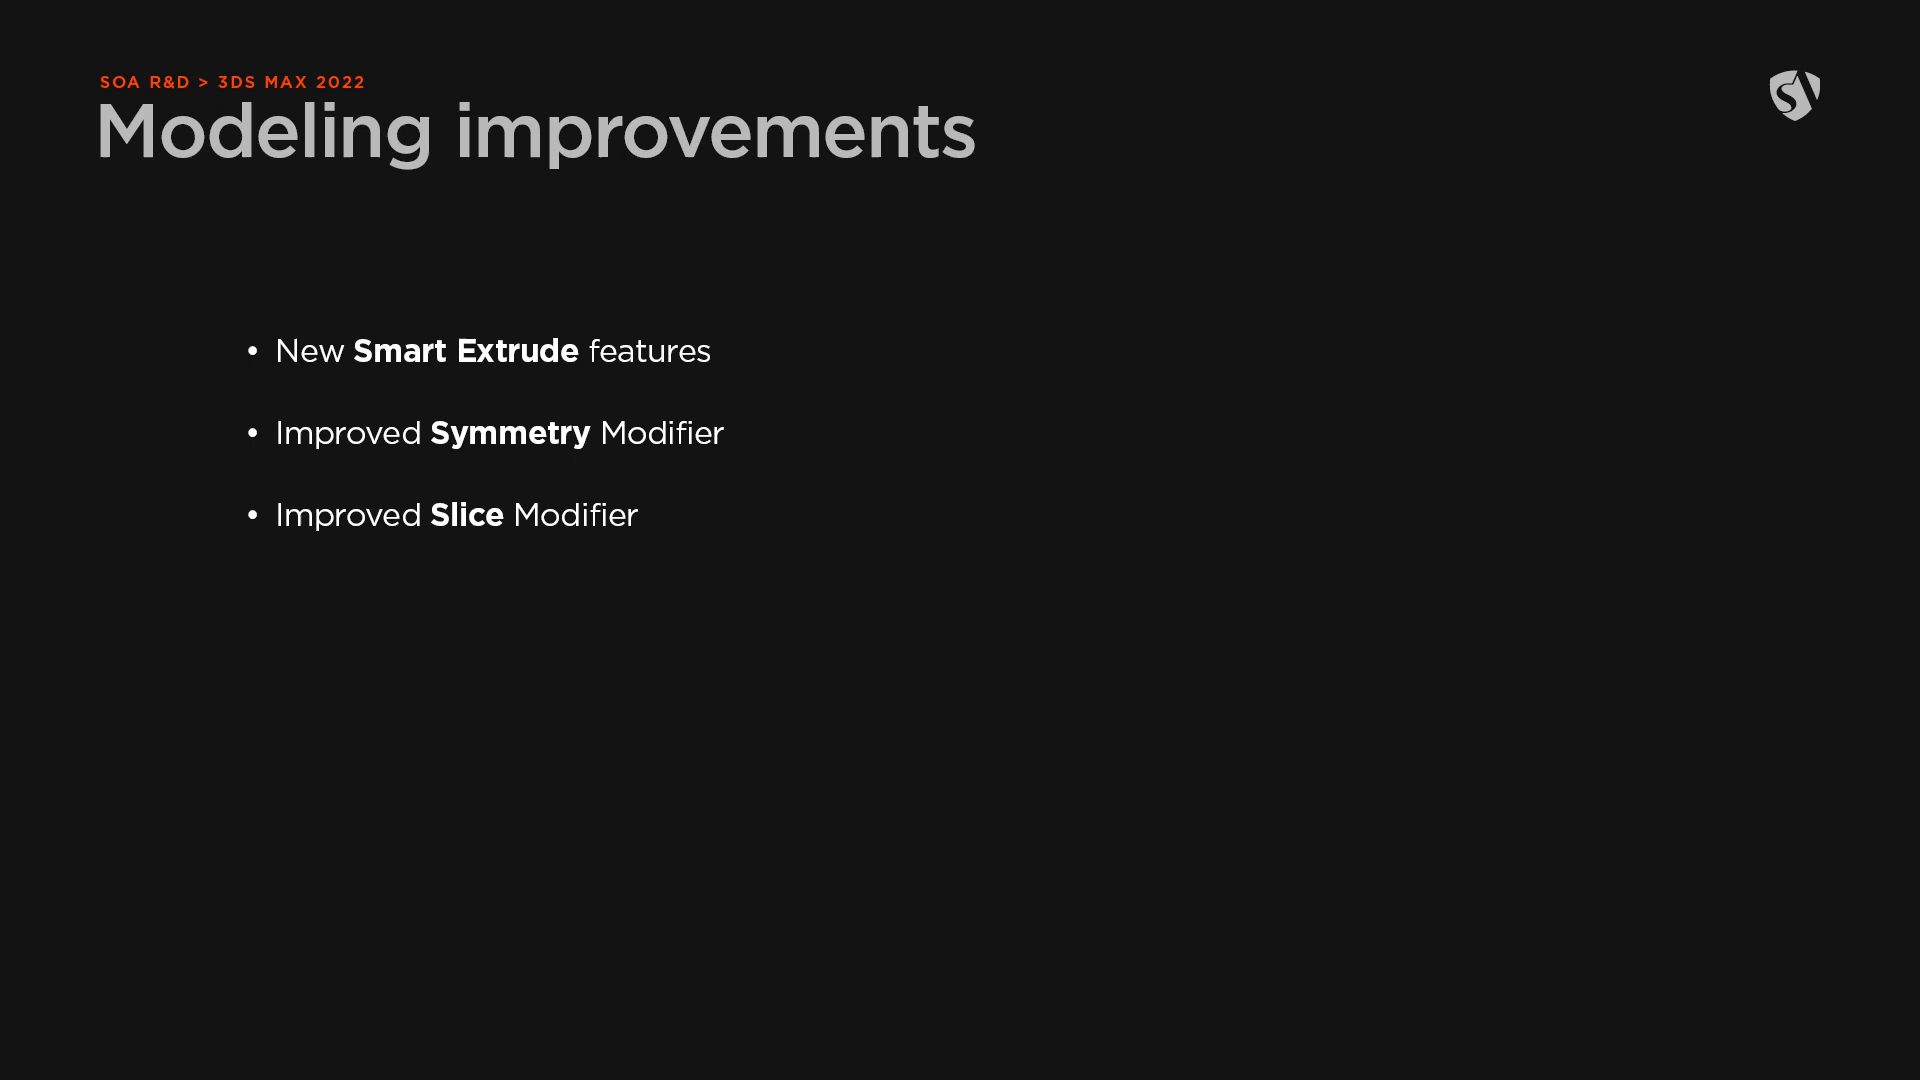 SOA R&D > 3DS MAX 2022
Modeling improvements
• New Smart Extrude features
• Improved Symmetry Modifier
• Improved Slice Modifier